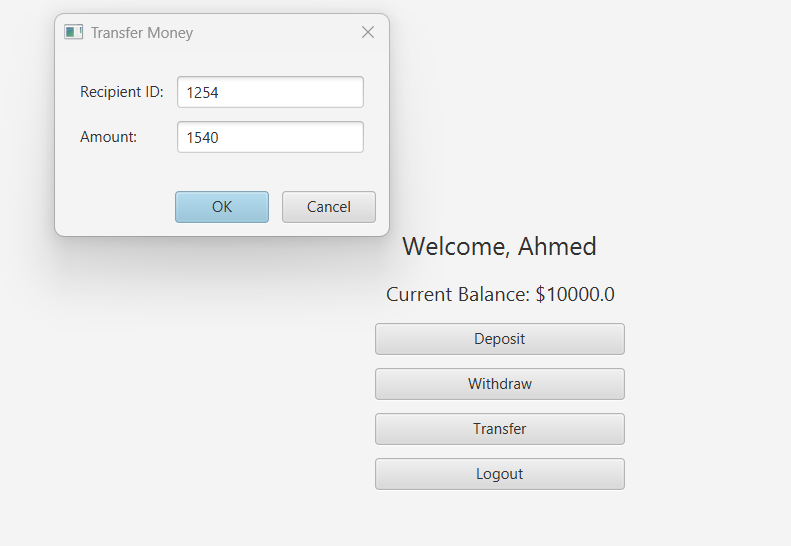 Transfer Money
Recipient ID: 1254
Amount: 1540
OK Cancel
Welcome, Ahmed
Current Balance: $10000.0
Deposit
Withdraw
Transfer
Logout